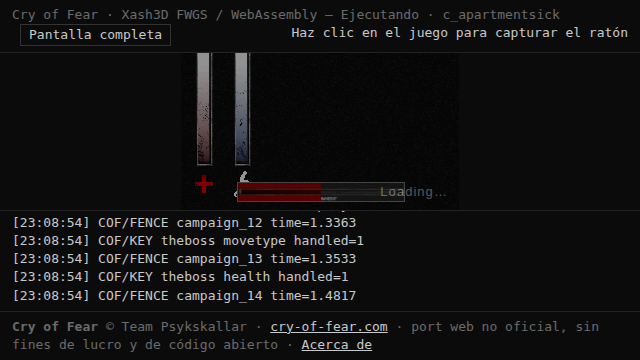 Cry of Fear · Xash3D FWGS / WebAssembly — Ejecutando · c_apartmentsick
Pantalla completa
Haz clic en el juego para capturar el ratón
Loading...
[23:08:54] COF/FENCE campaign_12 time=1.3363
[23:08:54] COF/KEY theboss movetype handled=1
[23:08:54] COF/FENCE campaign_13 time=1.3533
[23:08:54] COF/KEY theboss health handled=1
[23:08:54] COF/FENCE campaign_14 time=1.4817
Cry of Fear © Team Psykskallar · cry-of-fear.com · port web no oficial, sin
fines de lucro y de código abierto · Acerca de